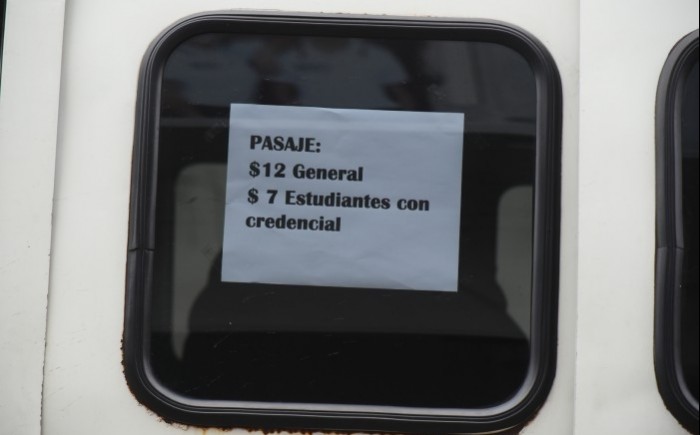 PASAJE:
$12 General
$ 7 Estudiantes con
credencial